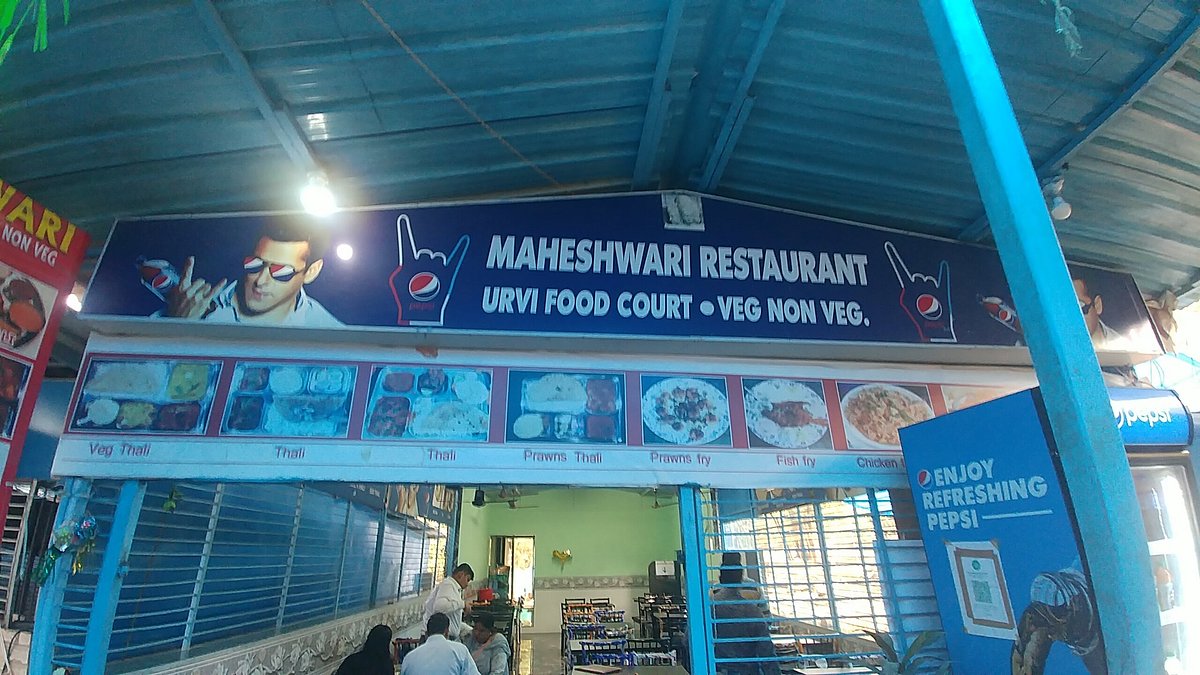 WARI
NON VEG
MAHESHWARI RESTAURANT
URVI FOOD COURT • VEG NON VEG.
pepsi
Veg Thali
Thali
Thali
Prawns Thali
Prawns fry
Fish fry
Chicken
pepsi
ENJOY
REFRESHING
PEPSI